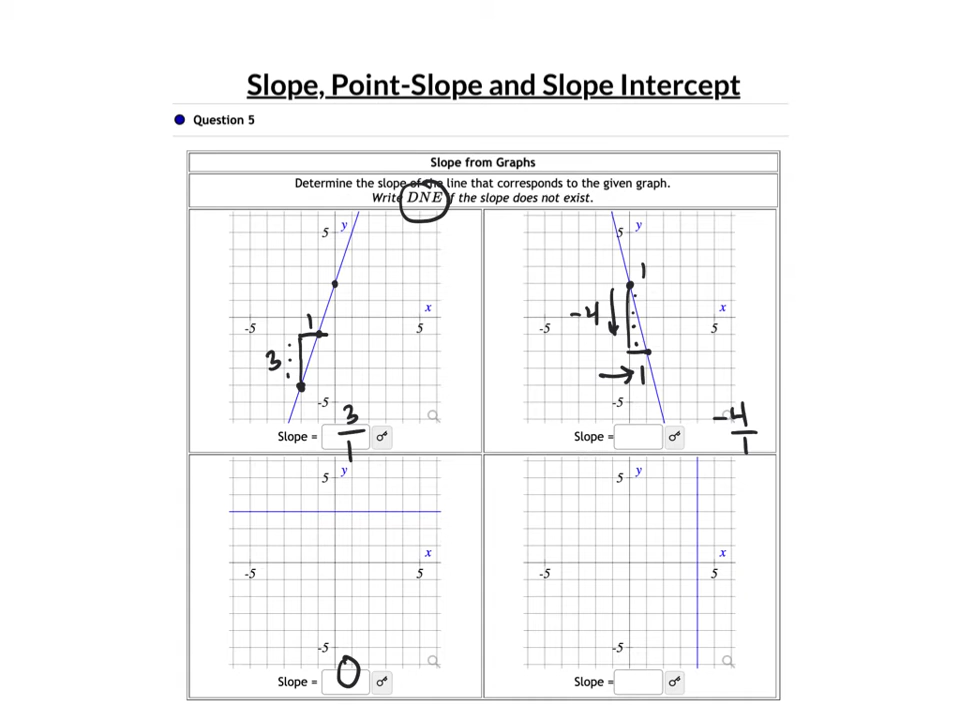 Slope, Point-Slope and Slope Intercept
Question 5
Slope from Graphs
Determine the slope of the line that corresponds to the given graph.
Write DNE if the slope does not exist.
y
5
x
-5
5
-5
1
3
Slope =
3
1
y
5
x
-5
5
-5
1
-4
1
Slope =
-4
1
y
5
x
-5
5
-5
Slope = 0
y
5
x
-5
5
-5
Slope =